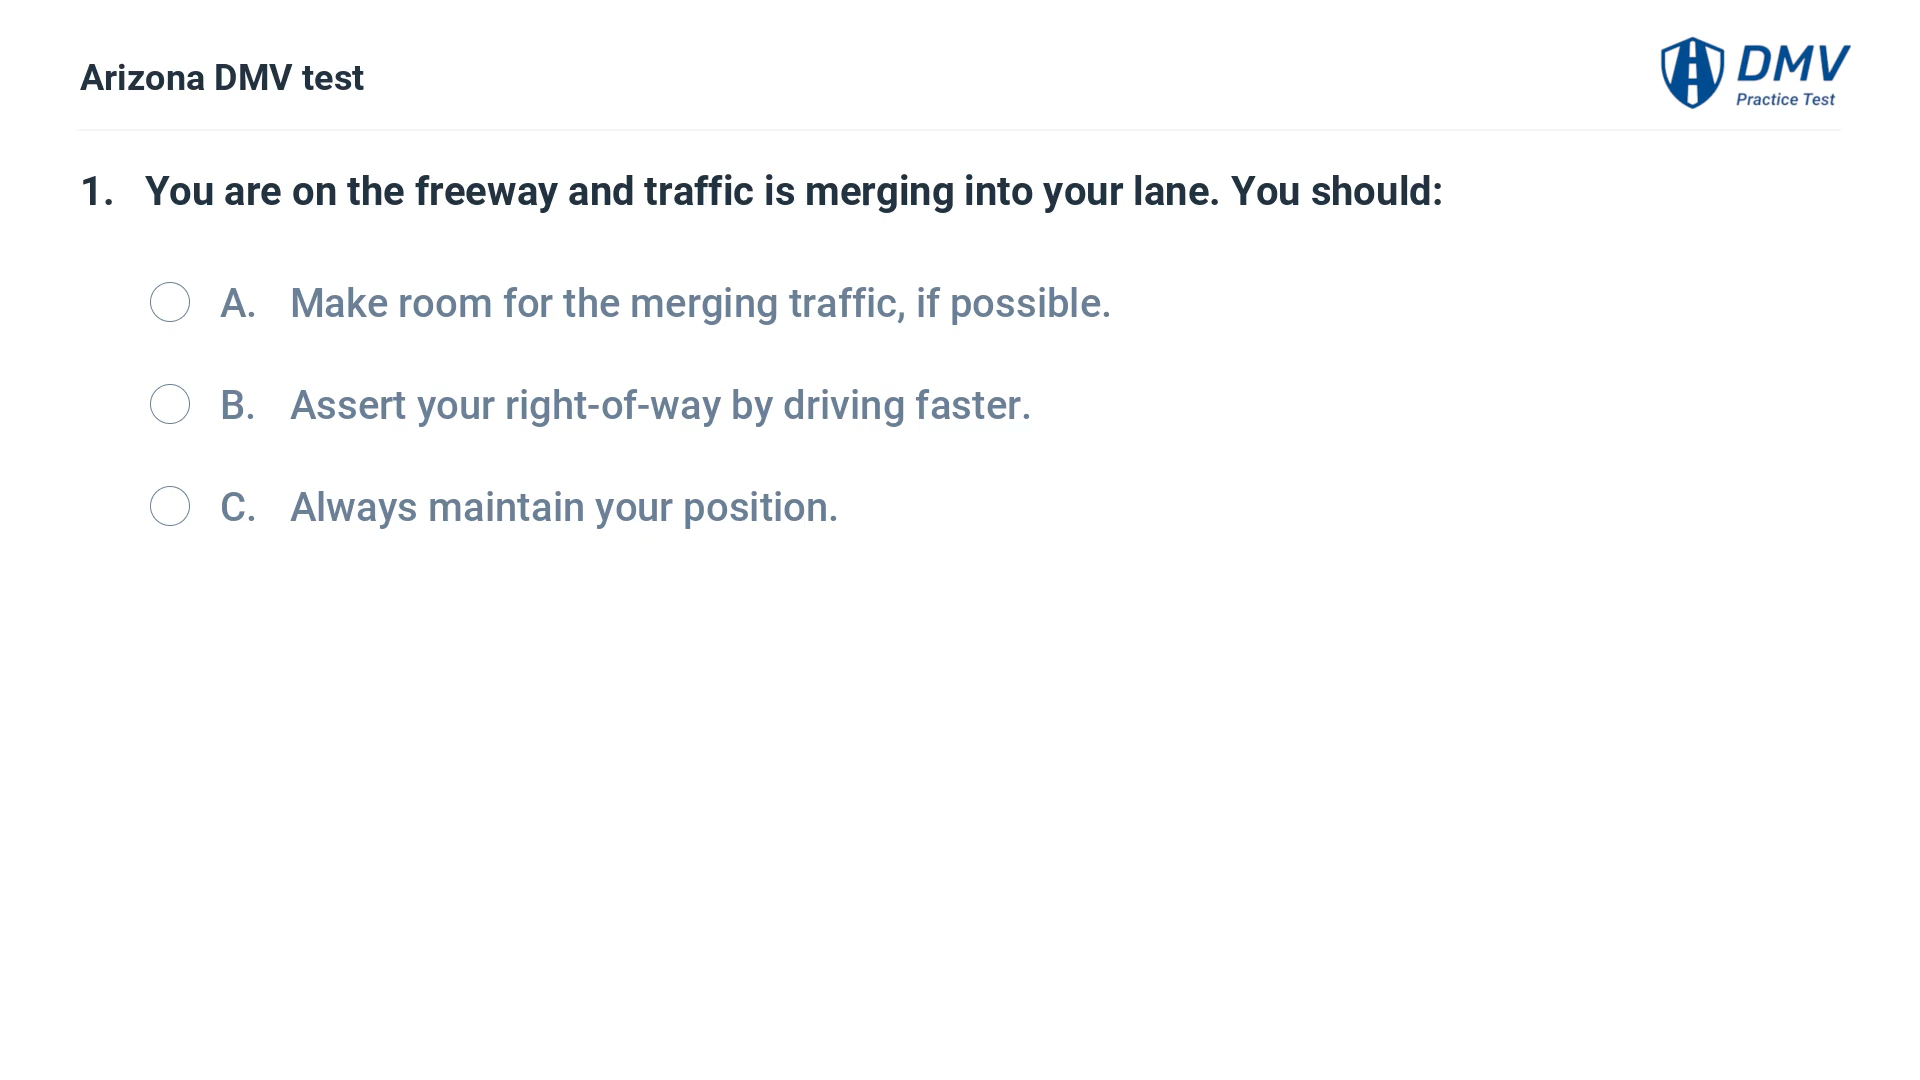 Arizona DMV test
DMV
Practice Test
1. You are on the freeway and traffic is merging into your lane. You should:
A. Make room for the merging traffic, if possible.
B. Assert your right-of-way by driving faster.
C. Always maintain your position.